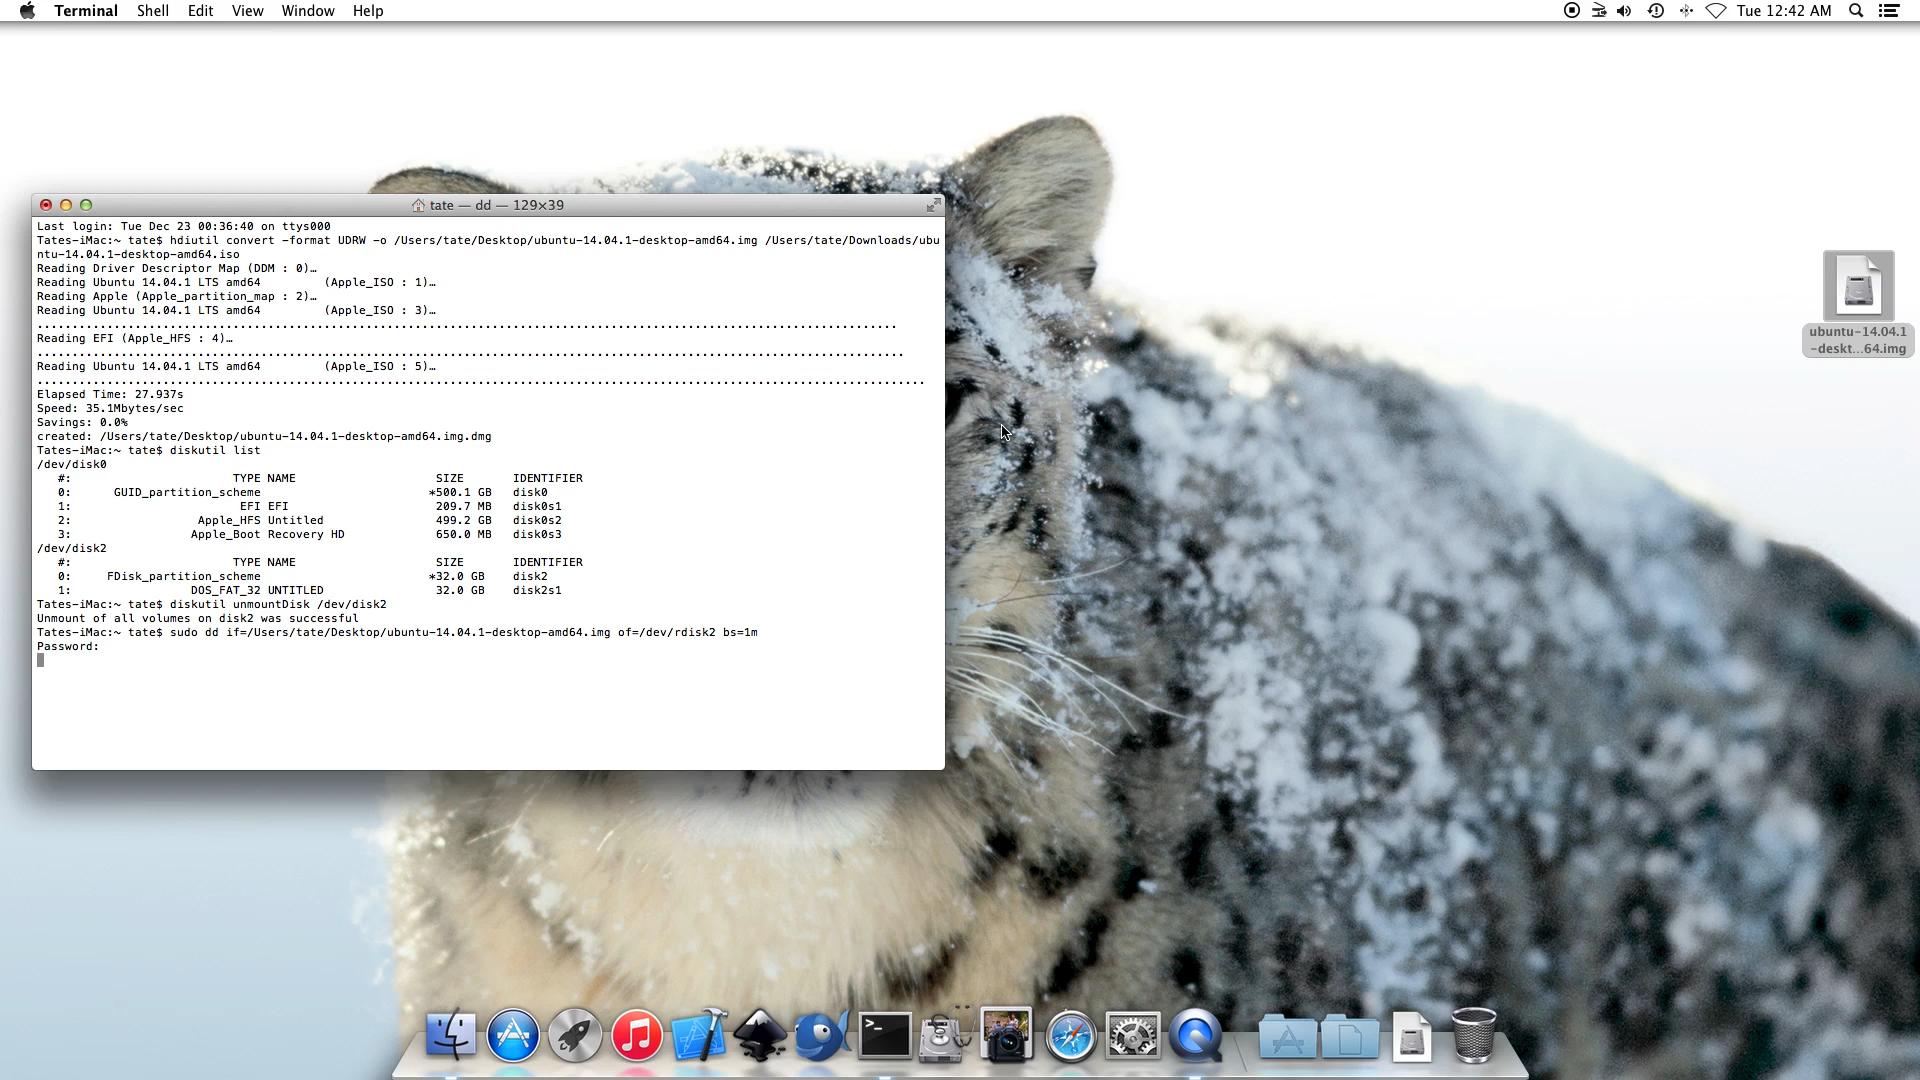 Terminal Shell Edit View Window Help
Tue 12:42 AM
tate — dd — 129×39
Last login: Tue Dec 23 00:36:40 on ttys000
Tates-iMac:~ tate$ hdiutil convert -format UDRW -o /Users/tate/Desktop/ubuntu-14.04.1-desktop-amd64.img /Users/tate/Downloads/ubu
ntu-14.04.1-desktop-amd64.iso
Reading Driver Descriptor Map (DDM : 0)…
Reading Ubuntu 14.04.1 LTS amd64         (Apple_ISO : 1)…
Reading Apple (Apple_partition_map : 2)…
Reading Ubuntu 14.04.1 LTS amd64         (Apple_ISO : 3)…
...........................................................................................................................
Reading EFI (Apple_HFS : 4)…
............................................................................................................................
Reading Ubuntu 14.04.1 LTS amd64         (Apple_ISO : 5)…
...............................................................................................................................
Elapsed Time: 27.937s
Speed: 35.1Mbytes/sec
Savings: 0.0%
created: /Users/tate/Desktop/ubuntu-14.04.1-desktop-amd64.img.dmg
Tates-iMac:~ tate$ diskutil list
/dev/disk0
#: TYPE NAME SIZE IDENTIFIER
0: GUID_partition_scheme *500.1 GB disk0
1: EFI EFI 209.7 MB disk0s1
2: Apple_HFS Untitled 499.2 GB disk0s2
3: Apple_Boot Recovery HD 650.0 MB disk0s3
/dev/disk2
#: TYPE NAME SIZE IDENTIFIER
0: FDisk_partition_scheme *32.0 GB disk2
1: DOS_FAT_32 UNTITLED 32.0 GB disk2s1
Tates-iMac:~ tate$ diskutil unmountDisk /dev/disk2
Unmount of all volumes on disk2 was successful
Tates-iMac:~ tate$ sudo dd if=/Users/tate/Desktop/ubuntu-14.04.1-desktop-amd64.img of=/dev/rdisk2 bs=1m
Password:
ubuntu-14.04.1
-deskt...64.img
>_